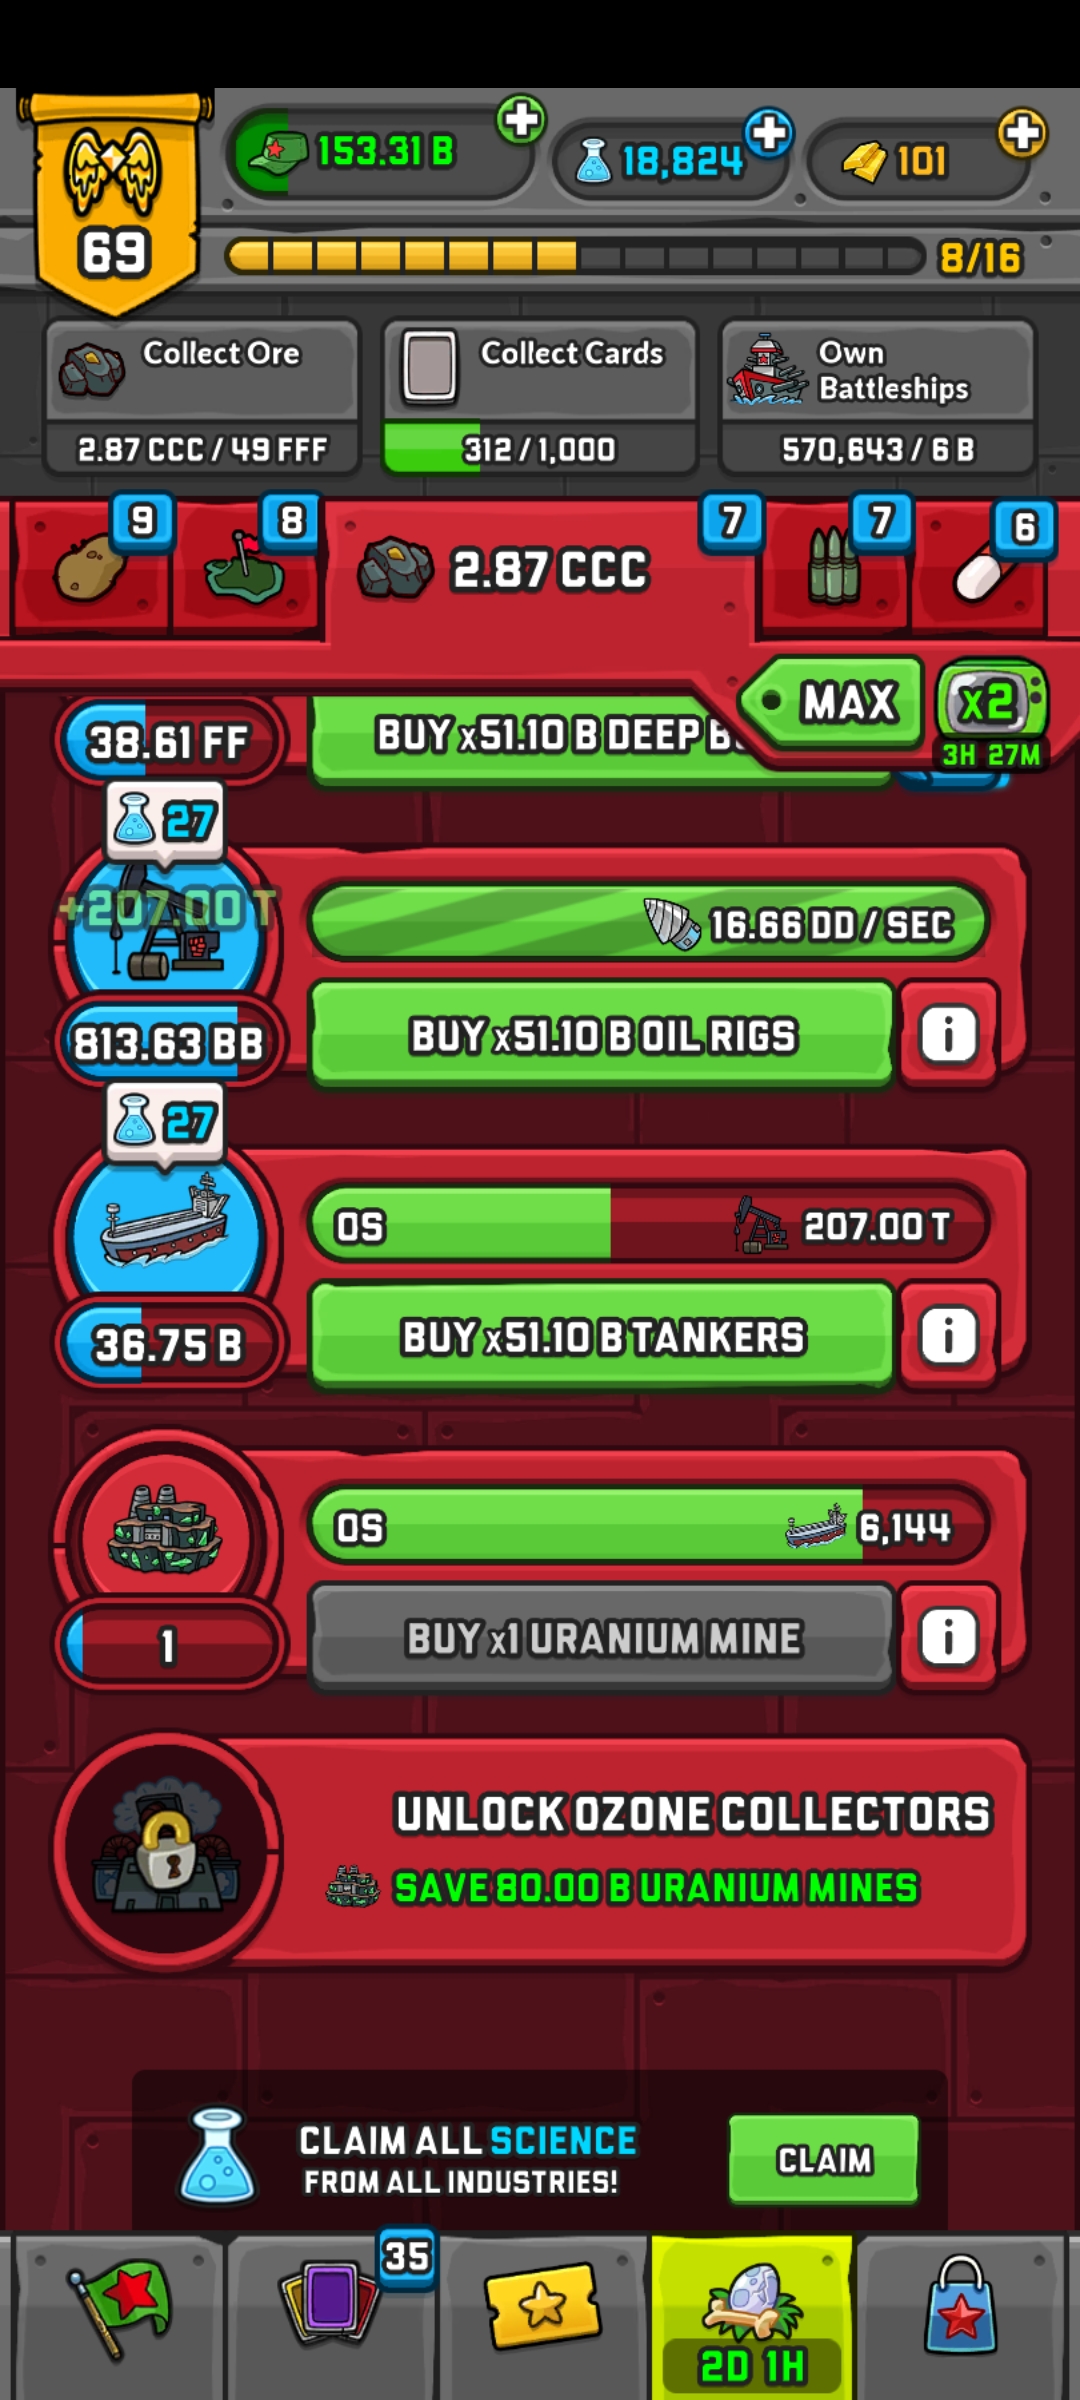 153.31 B
18,824
101
69
8/16
Collect Ore
2.87 CCC / 49 FFF
Collect Cards
312 / 1,000
Own
Battleships
570,643 / 6 B
9
8
2.87 CCC
7
7
6
MAX
x2
3H 27M
38.61 FF
BUY x51.10 B DEEP
27
+207.00 T
16.66 DD / SEC
813.63 BB
BUY x51.10 B OIL RIGS
27
0S
207.00 T
36.75 B
BUY x51.10 B TANKERS
0S
6,144
1
BUY x1 URANIUM MINE
UNLOCK OZONE COLLECTORS
SAVE 80.00 B URANIUM MINES
CLAIM ALL SCIENCE
FROM ALL INDUSTRIES!
CLAIM
35
2D 1H